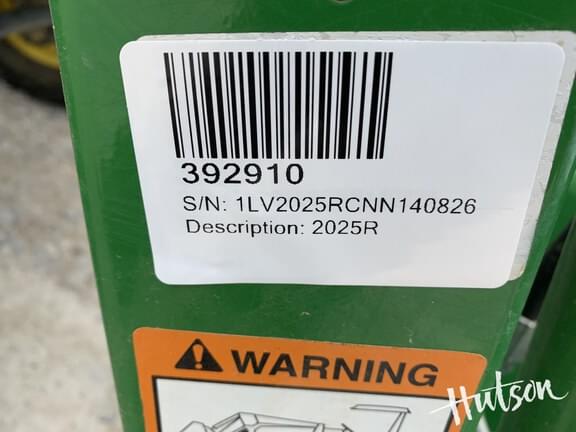 392910
S/N: 1LV2025RCNN140826
Description: 2025R
WARNING
Hutson